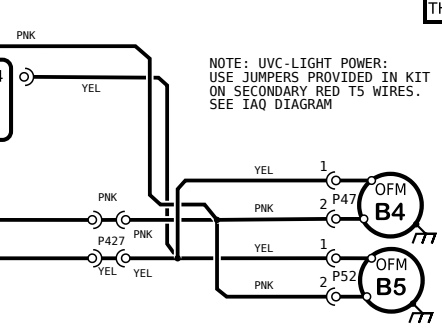 TH
PNK
NOTE: UVC-LIGHT POWER:
USE JUMPERS PROVIDED IN KIT
ON SECONDARY RED T5 WIRES.
SEE IAQ DIAGRAM
YEL
YEL
1
OFM
P47
B4
PNK
2
PNK
PNK
P427
YEL
1
OFM
YEL
YEL
P52
B5
PNK
2